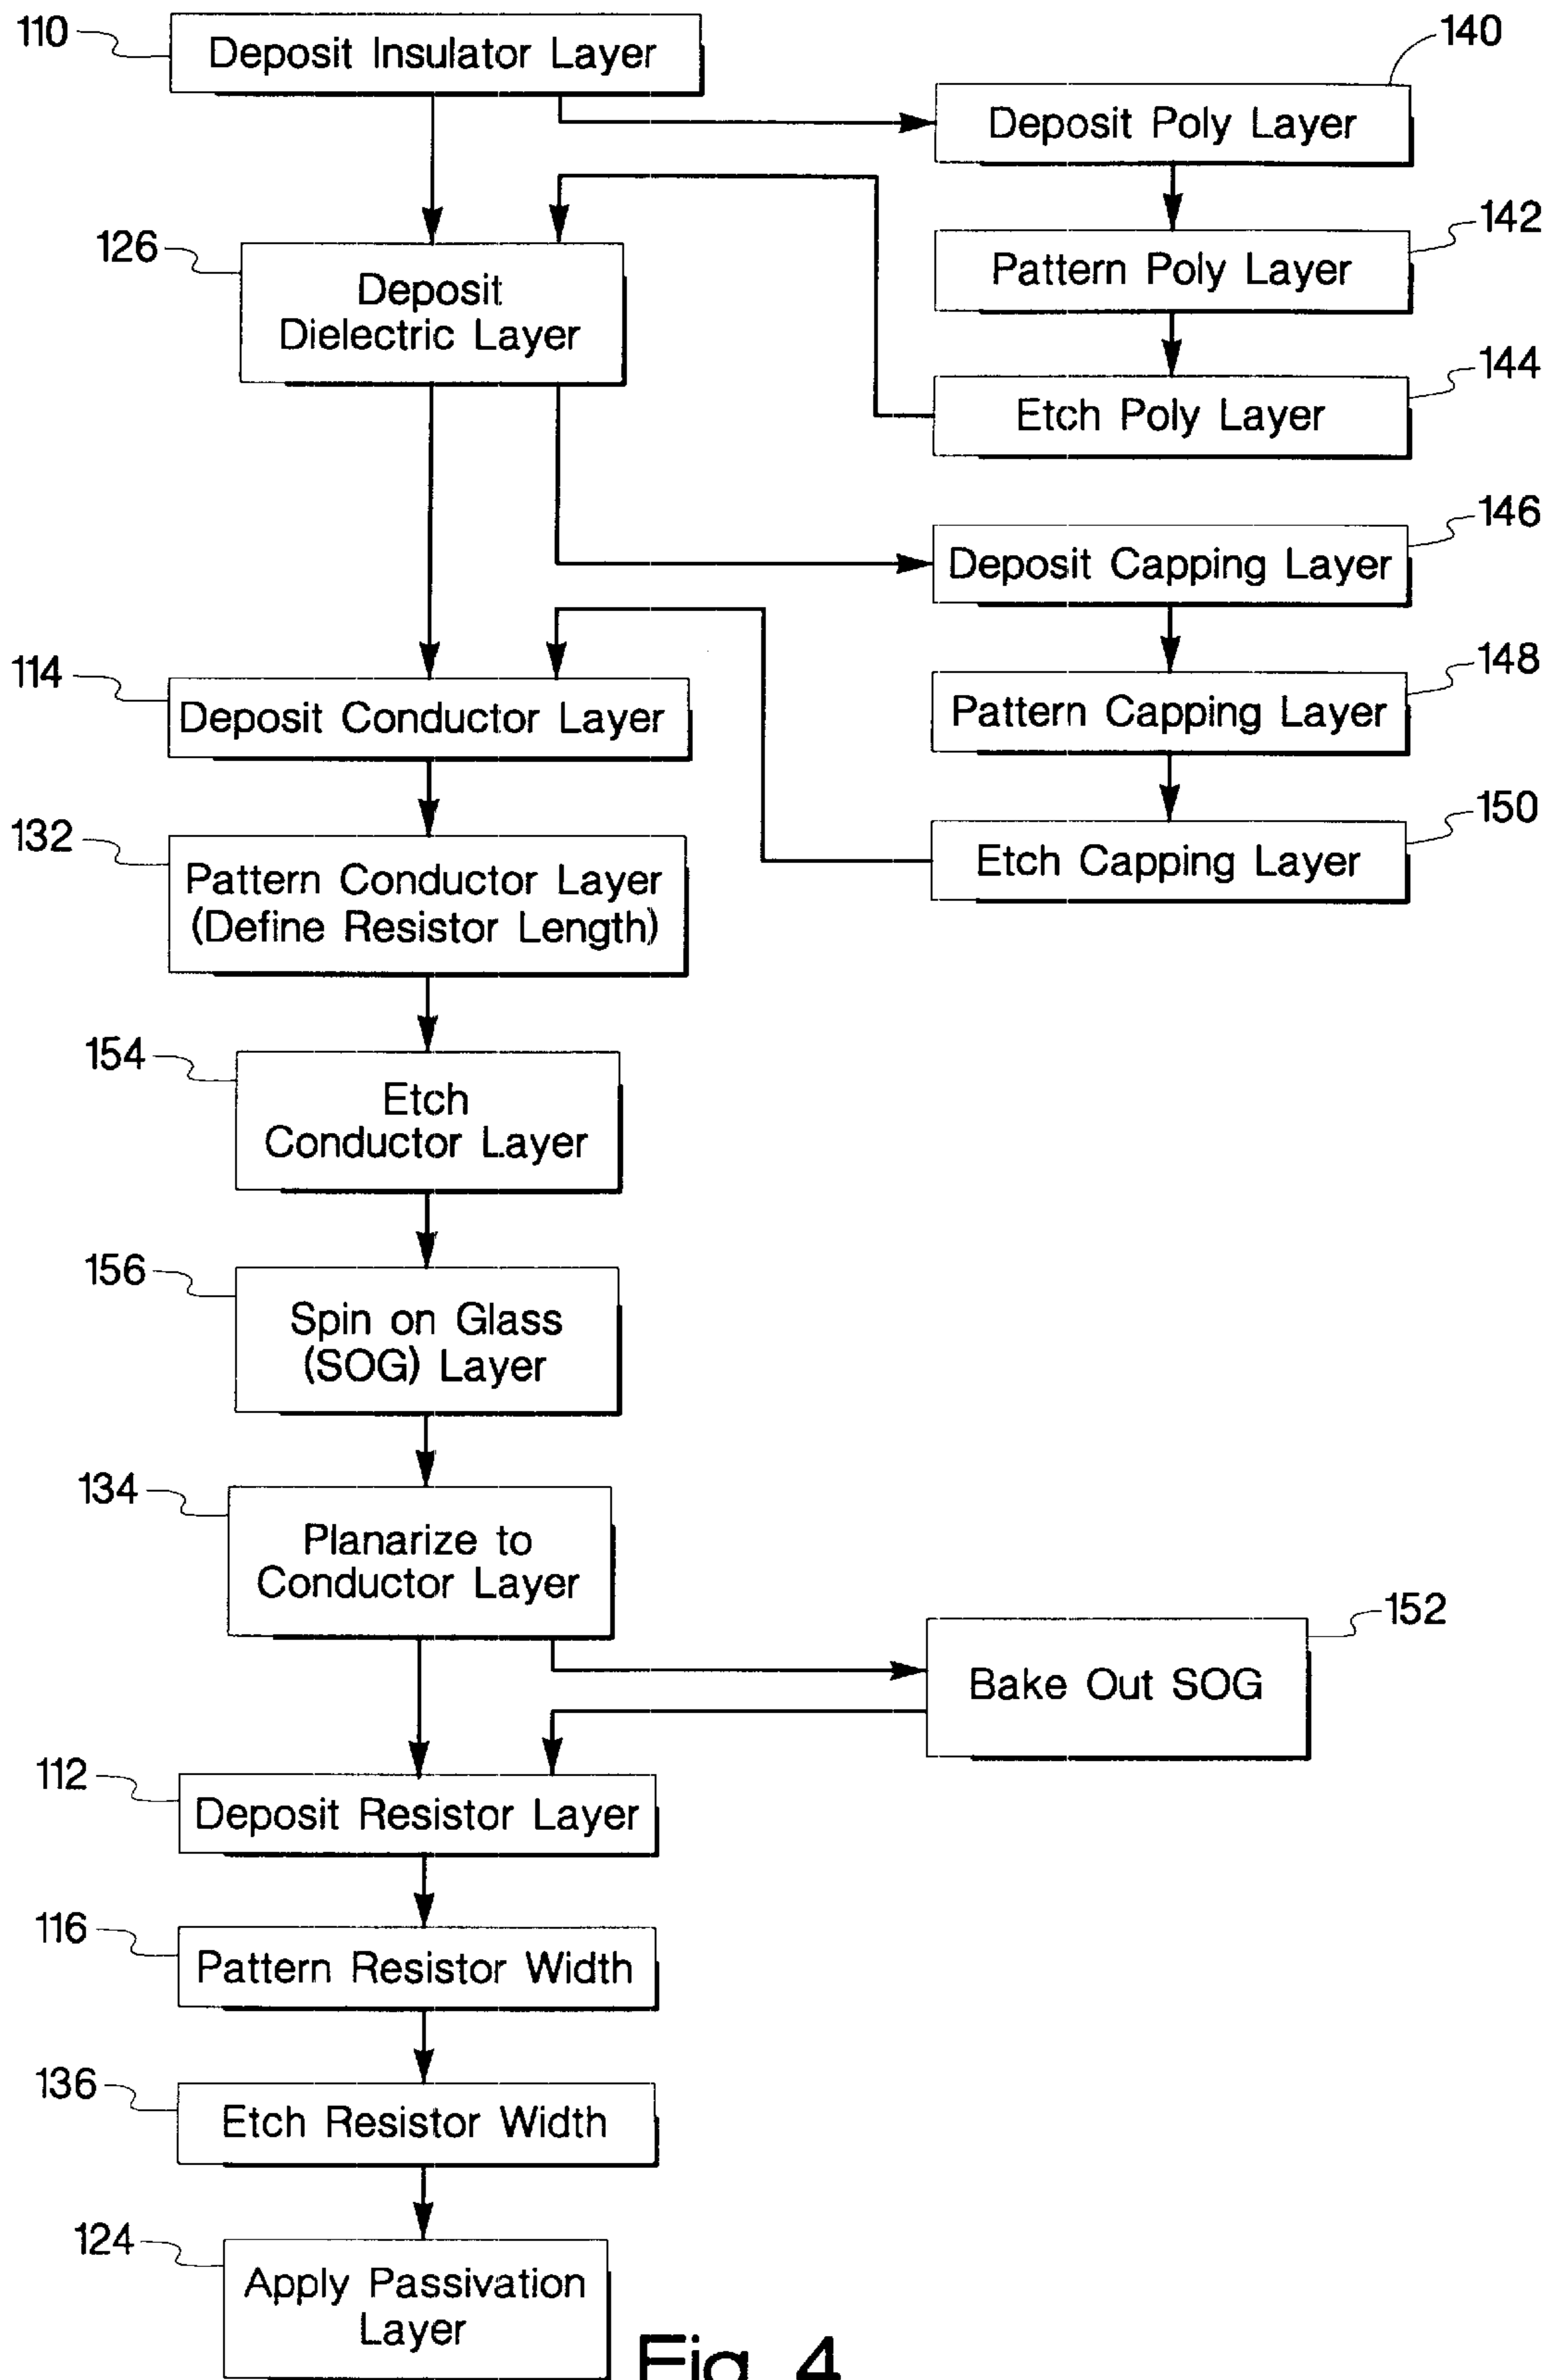 110
Deposit Insulator Layer
140
Deposit Poly Layer
142
Pattern Poly Layer
126
Deposit
Dielectric Layer
144
Etch Poly Layer
146
Deposit Capping Layer
114
Deposit Conductor Layer
148
Pattern Capping Layer
132
Pattern Conductor Layer
(Define Resistor Length)
150
Etch Capping Layer
154
Etch
Conductor Layer
156
Spin on Glass
(SOG) Layer
134
Planarize to
Conductor Layer
152
Bake Out SOG
112
Deposit Resistor Layer
116
Pattern Resistor Width
136
Etch Resistor Width
124
Apply Passivation
Layer
Fig. 4